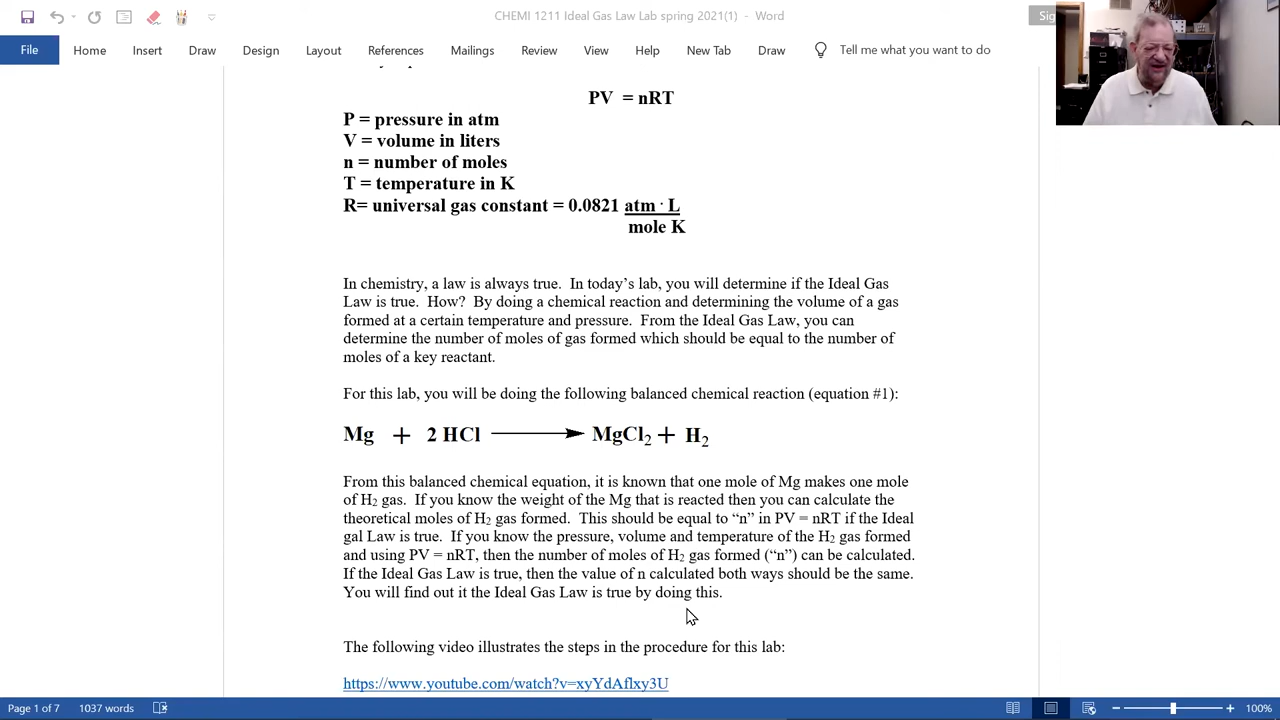 CHEMI 1211 Ideal Gas Law Lab spring 2021(1) - Word
File Home Insert Draw Design Layout References Mailings Review View Help New Tab Draw Tell me what you want to do
PV = nRT
P = pressure in atm
V = volume in liters
n = number of moles
T = temperature in K
R= universal gas constant = 0.0821 atm · L
mole K
In chemistry, a law is always true. In today's lab, you will determine if the Ideal Gas
Law is true. How? By doing a chemical reaction and determining the volume of a gas
formed at a certain temperature and pressure. From the Ideal Gas Law, you can
determine the number of moles of gas formed which should be equal to the number of
moles of a key reactant.
For this lab, you will be doing the following balanced chemical reaction (equation #1):
Mg + 2 HCl ⟶ MgCl₂ + H₂
From this balanced chemical equation, it is known that one mole of Mg makes one mole
of H₂ gas. If you know the weight of the Mg that is reacted then you can calculate the
theoretical moles of H₂ gas formed. This should be equal to “n” in PV = nRT if the Ideal
gal Law is true. If you know the pressure, volume and temperature of the H₂ gas formed
and using PV = nRT, then the number of moles of H₂ gas formed (“n”) can be calculated.
If the Ideal Gas Law is true, then the value of n calculated both ways should be the same.
You will find out it the Ideal Gas Law is true by doing this.
The following video illustrates the steps in the procedure for this lab:
https://www.youtube.com/watch?v=xyYdAflxy3U
Page 1 of 7 1037 words 100%